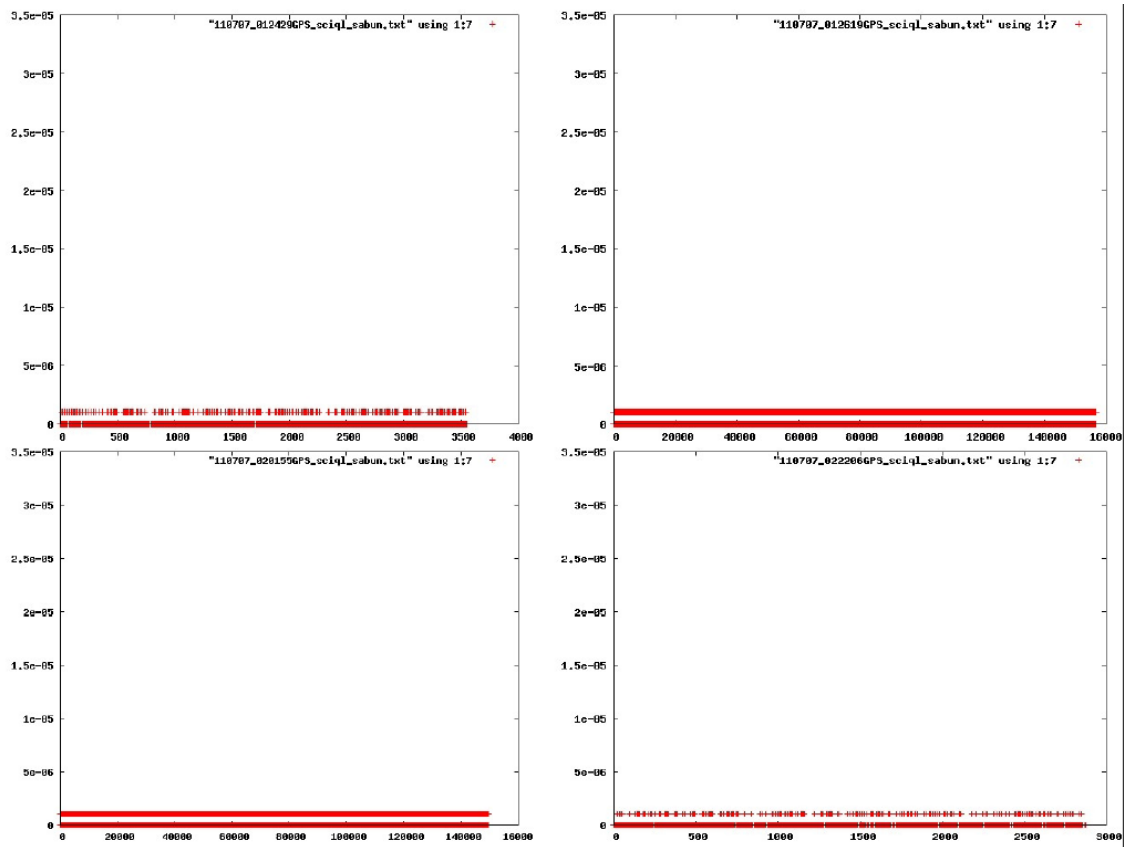 3.5e-05
"110707_012429GPS_sciql_sabun.txt" using 1:7
3e-05
2.5e-05
2e-05
1.5e-05
1e-05
5e-06
0
0 500 1000 1500 2000 2500 3000 3500 4000
3.5e-05
"110707_012619GPS_sciql_sabun.txt" using 1:7
3e-05
2.5e-05
2e-05
1.5e-05
1e-05
5e-06
0
0 20000 40000 60000 80000 100000 120000 140000 16000
3.5e-05
"110707_020155GPS_sciql_sabun.txt" using 1:7
3e-05
2.5e-05
2e-05
1.5e-05
1e-05
5e-06
0
0 20000 40000 60000 80000 100000 120000 14000 16000
3.5e-05
"110707_022206GPS_sciql_sabun.txt" using 1:7
3e-05
2.5e-05
2e-05
1.5e-05
1e-05
5e-06
0
0 500 1000 1500 2000 2500 3000